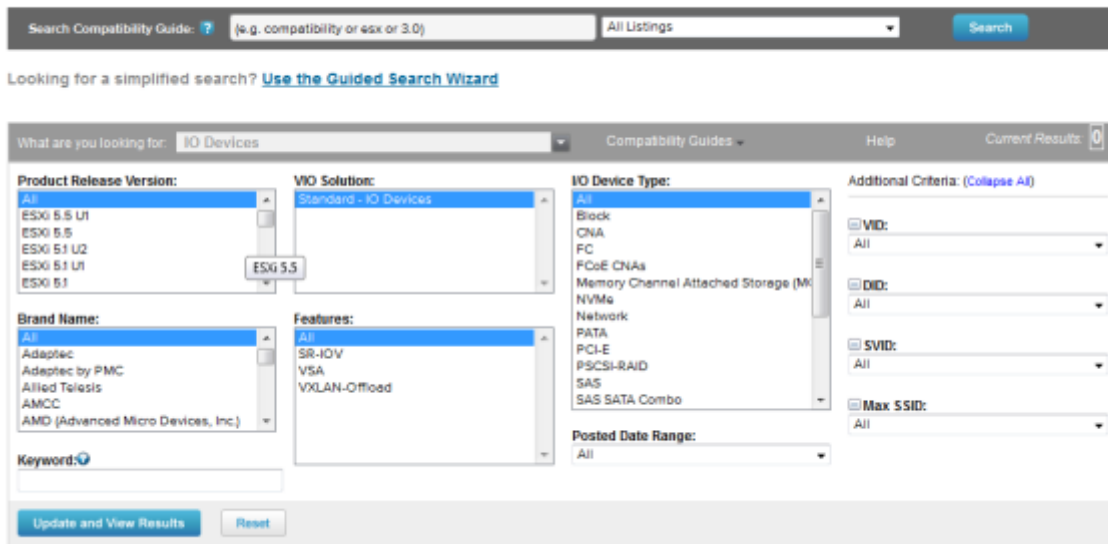 Search Compatibility Guide: ? (e.g. compatibility or esx or 3.0) All Listings Search
Looking for a simplified search? Use the Guided Search Wizard
What are you looking for: IO Devices Compatibility Guides Help Current Results: 0
Product Release Version:
All
ESXi 5.5 U1
ESXi 5.5
ESXi 5.1 U2
ESXi 5.1 U1
ESXi 5.1
ESXi 5.5
VIO Solution:
Standard - IO Devices
I/O Device Type:
All
Block
CNA
FC
FCoE CNAs
Memory Channel Attached Storage (MC
NVMe
Network
PATA
PCI-E
PSCSI-RAID
SAS
SAS SATA Combo
Additional Criteria: (Collapse All)
VID:
All
DID:
All
SVID:
All
Max SSID:
All
Brand Name:
All
Adaptec
Adaptec by PMC
Allied Telesis
AMCC
AMD (Advanced Micro Devices, Inc.)
Features:
All
SR-IOV
VSA
VXLAN-Offload
Posted Date Range:
All
Keyword:
Update and View Results Reset